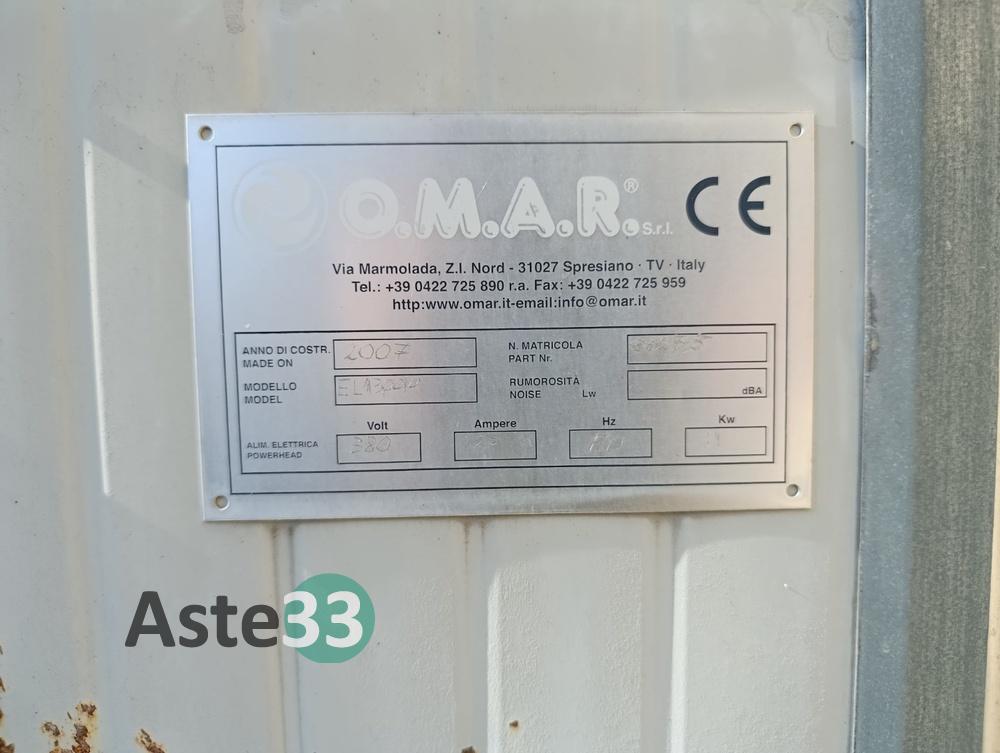 O.M.A.R.® S.r.l. CE
Via Marmolada, Z.I. Nord - 31027 Spresiano · TV · Italy
Tel.: +39 0422 725 890 r.a. Fax: +39 0422 725 959
http:www.omar.it-email:info@omar.it
ANNO DI COSTR. 2007
MADE ON
N. MATRICOLA
PART Nr.
MODELLO
MODEL
RUMOROSITÀ
NOISE Lw dBA
Volt Ampere Hz Kw
ALIM. ELETTRICA
POWERHEAD
380
Aste33